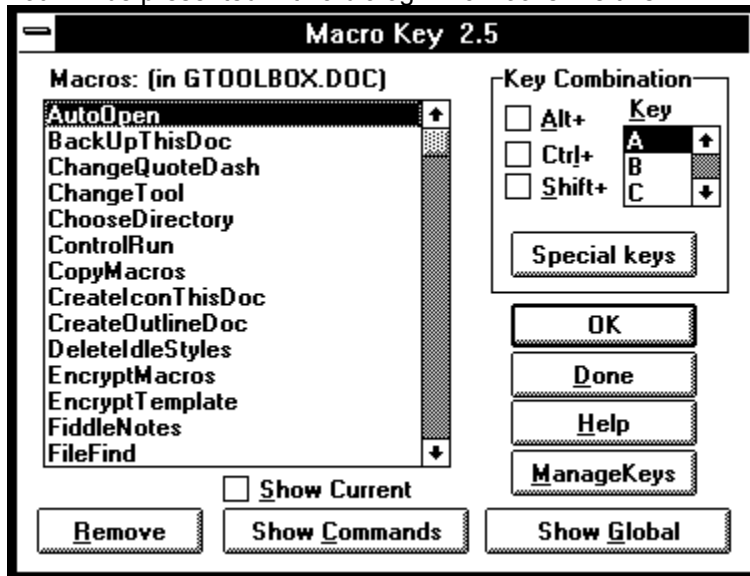 Macro Key 2.5
Macros: (in GTOOLBOX.DOC)
AutoOpen
BackUpThisDoc
ChangeQuoteDash
ChangeTool
ChooseDirectory
ControlRun
CopyMacros
CreateIconThisDoc
CreateOutlineDoc
DeleteIdleStyles
EncryptMacros
EncryptTemplate
FiddleNotes
FileFind
Show Current
Key Combination
Alt+
Ctrl+
Shift+
Key
A
B
C
Special keys
OK
Done
Help
ManageKeys
Remove
Show Commands
Show Global